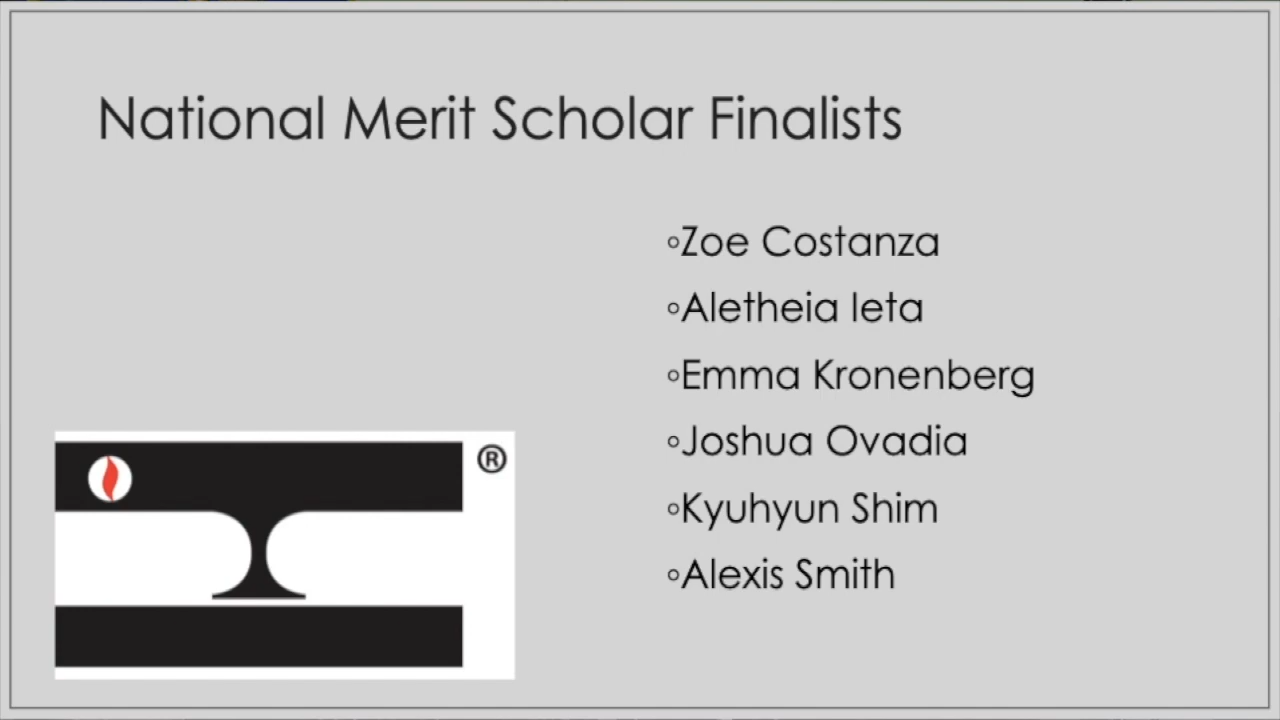 National Merit Scholar Finalists
◦Zoe Costanza
◦Aletheia Ieta
◦Emma Kronenberg
◦Joshua Ovadia
◦Kyuhyun Shim
◦Alexis Smith
®